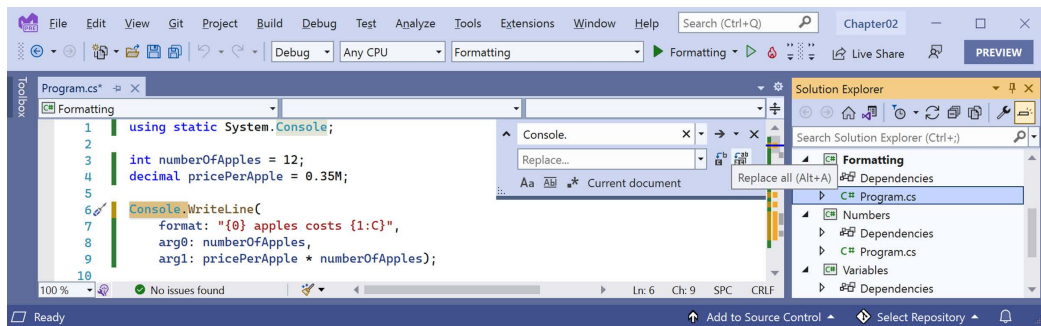 File Edit View Git Project Build Debug Test Analyze Tools Extensions Window Help Search (Ctrl+Q) Chapter02
Debug Any CPU Formatting Formatting Live Share PREVIEW
Toolbox
Program.cs*
Formatting
1 using static System.Console;
2
3 int numberOfApples = 12;
4 decimal pricePerApple = 0.35M;
5
6 Console.WriteLine(
7 format: "{0} apples costs {1:C}",
8 arg0: numberOfApples,
9 arg1: pricePerApple * numberOfApples);
10
Console.
Replace...
Aa Abl .* Current document
Replace all (Alt+A)
100 % No issues found Ln: 6 Ch: 9 SPC CRLF
Solution Explorer
Search Solution Explorer (Ctrl+;)
C# Formatting
Dependencies
C# Program.cs
C# Numbers
Dependencies
C# Program.cs
C# Variables
Dependencies
Ready Add to Source Control Select Repository